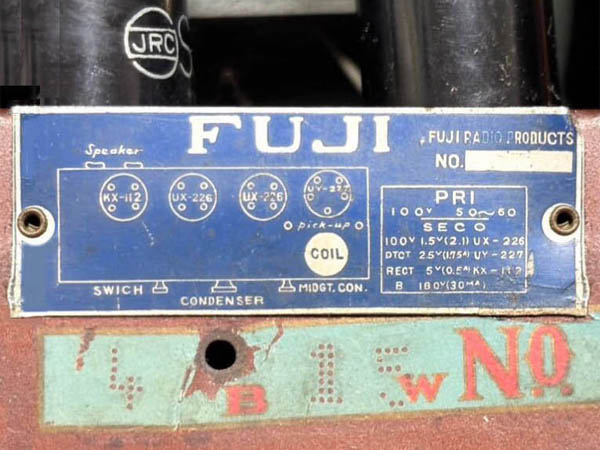 JRC
FUJI
FUJI RADIO PRODUCTS
NO.
Speaker
KX-112
UX-226
UX-226
UY-227
pick-up
COIL
SWICH
CONDENSER
MIDGT. CON.
PRI
100V 50~60
SECO
100V 1.5V(2.1) UX-226
DTCT 2.5V(1.75A) UY-227
RECT 5V(0.5A) KX-112
B 180V(30MA)
4 B 15 W NO.